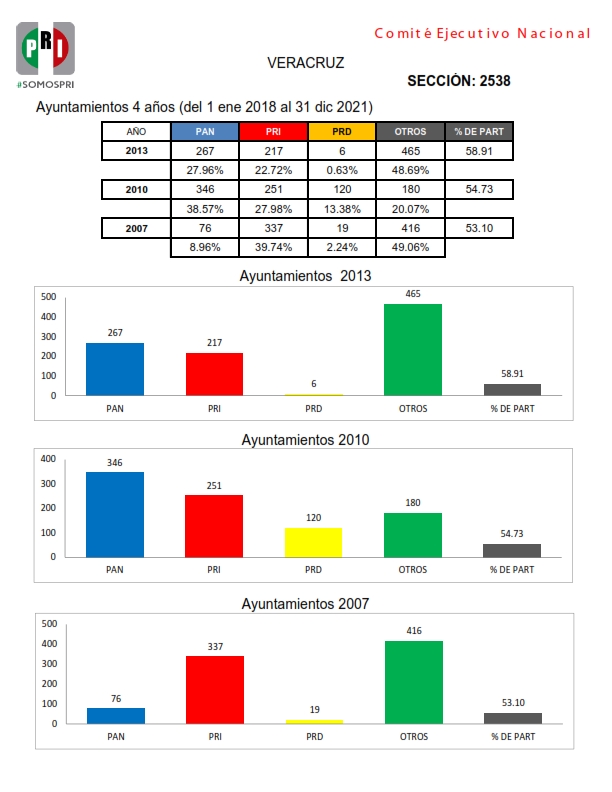 Comité Ejecutivo Nacional
PRI
#SOMOSPRI
VERACRUZ
SECCIÓN: 2538
Ayuntamientos 4 años (del 1 ene 2018 al 31 dic 2021)
AÑO PAN PRI PRD OTROS % DE PART
2013 267 217 6 465 58.91
27.96% 22.72% 0.63% 48.69%
2010 346 251 120 180 54.73
38.57% 27.98% 13.38% 20.07%
2007 76 337 19 416 53.10
8.96% 39.74% 2.24% 49.06%
Ayuntamientos 2013
500
400
300
200
100
0
267 217 6 465 58.91
PAN PRI PRD OTROS % DE PART
Ayuntamientos 2010
400
300
200
100
0
346 251 120 180 54.73
PAN PRI PRD OTROS % DE PART
Ayuntamientos 2007
500
400
300
200
100
0
76 337 19 416 53.10
PAN PRI PRD OTROS % DE PART